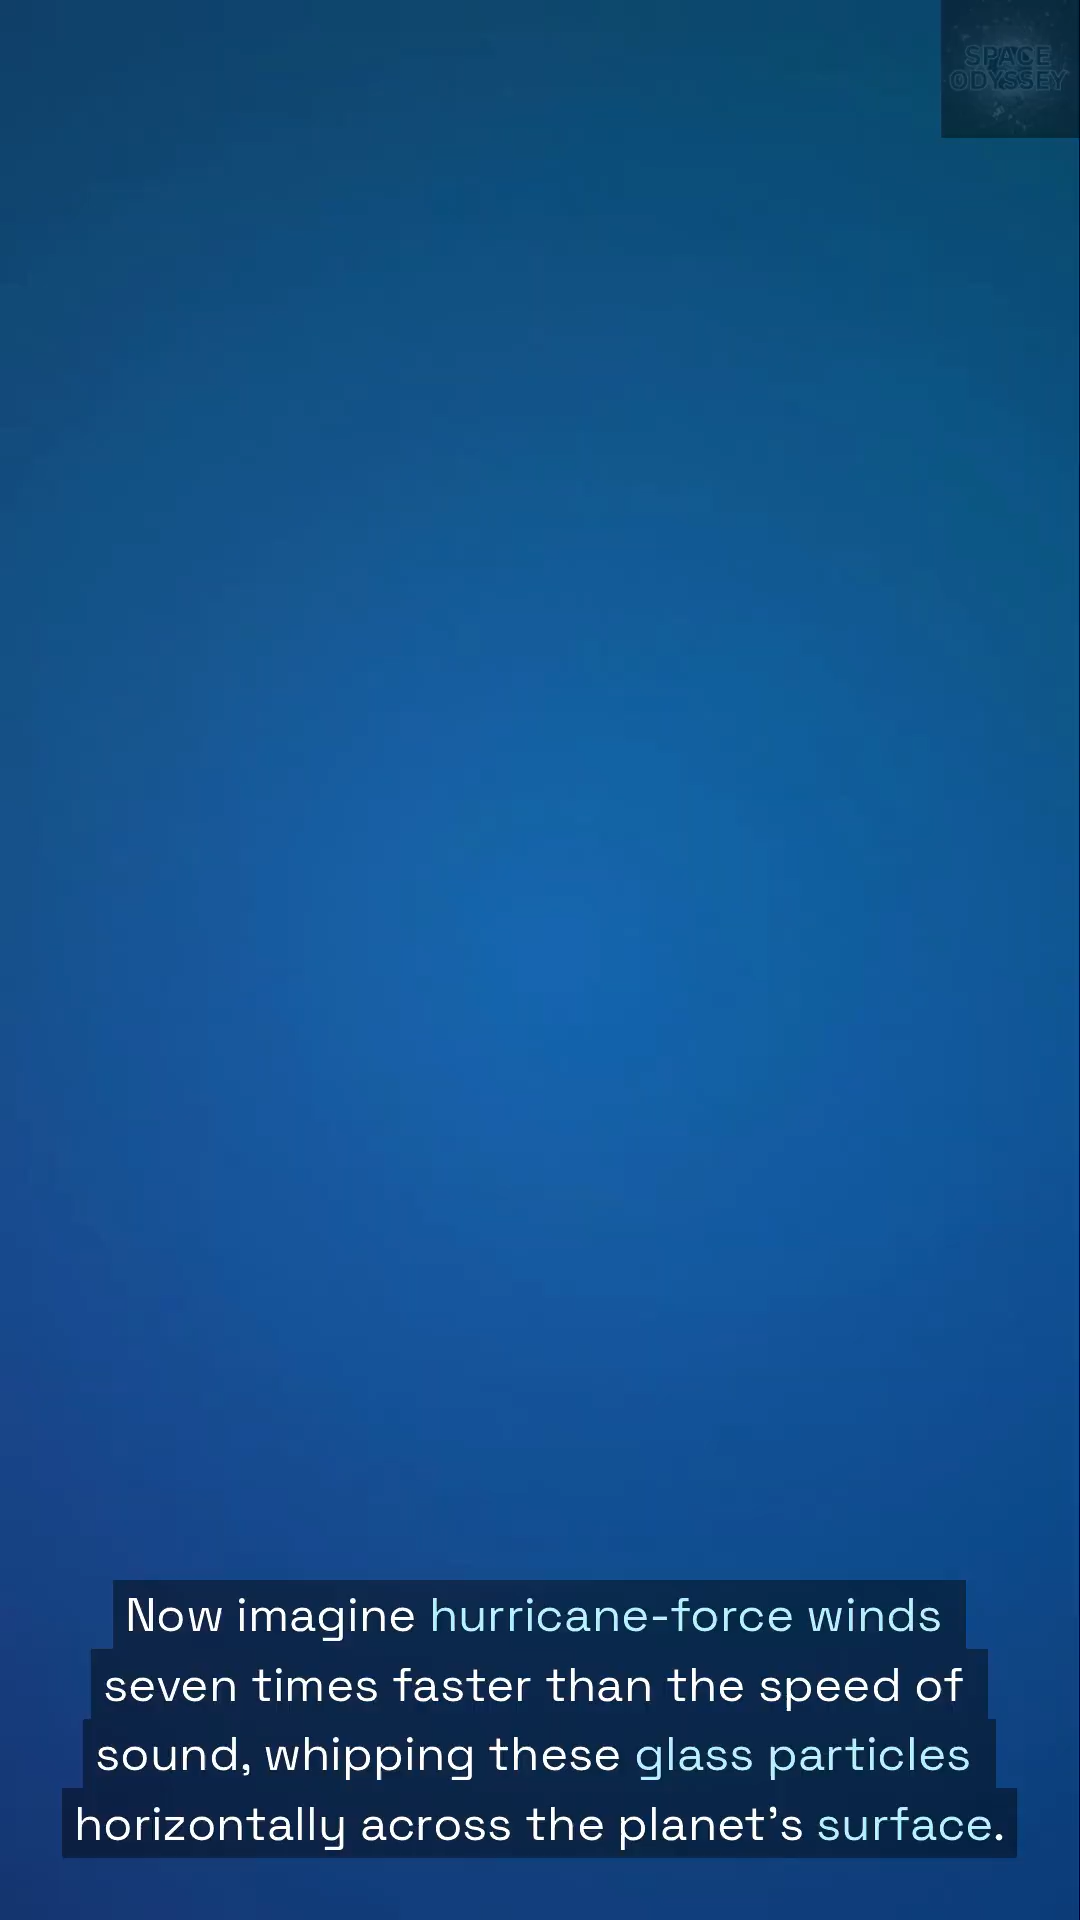 SPACE
ODYSSEY
Now imagine hurricane-force winds
seven times faster than the speed of
sound, whipping these glass particles
horizontally across the planet’s surface.